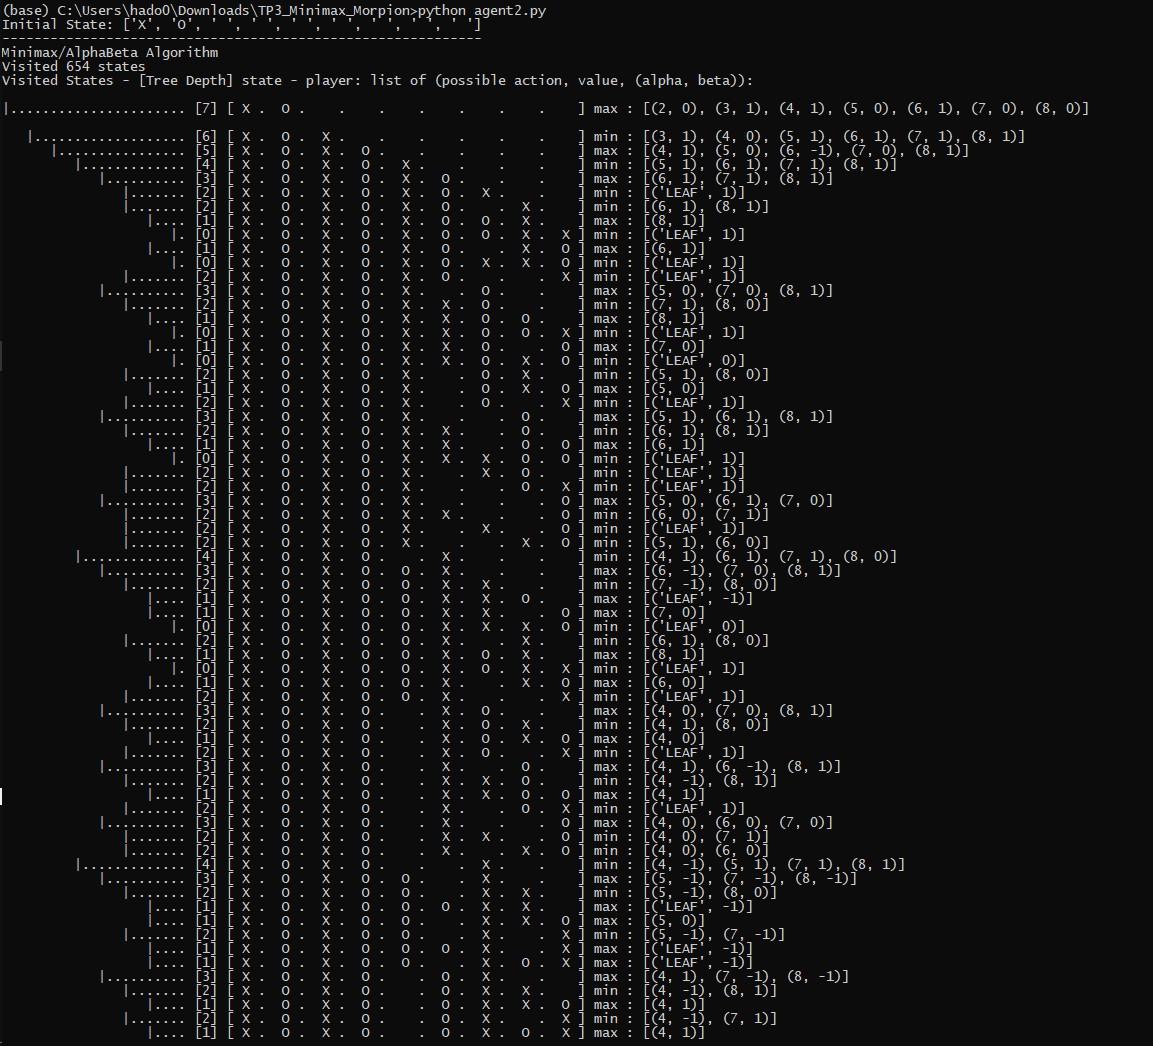 (base) C:\Users\hado0\Downloads\TP3_Minimax_Morpion>python agent2.py
Initial State: ['X', 'O', ' ', ' ', ' ', ' ', ' ', ' ', ' ']
------------------------------------------------------------
Minimax/AlphaBeta Algorithm
Visited 654 states
Visited States - [Tree Depth] state - player: list of (possible action, value, (alpha, beta)):
|...................... [7] [ X . O . . . . . . . ] max : [(2, 0), (3, 1), (4, 1), (5, 0), (6, 1), (7, 0), (8, 0)]
|................... [6] [ X . O . X . . . . . . ] min : [(3, 1), (4, 0), (5, 1), (6, 1), (7, 1), (8, 1)]
|................ [5] [ X . O . X . O . . . . . ] max : [(4, 1), (5, 0), (6, -1), (7, 0), (8, 1)]
|............. [4] [ X . O . X . O . X . . . . ] min : [(5, 1), (6, 1), (7, 1), (8, 1)]
|.......... [3] [ X . O . X . O . X . O . . . ] max : [(6, 1), (7, 1), (8, 1)]
|....... [2] [ X . O . X . O . X . O . X . . ] min : [('LEAF', 1)]
|....... [2] [ X . O . X . O . X . O . . X . ] min : [(6, 1), (8, 1)]
|.... [1] [ X . O . X . O . X . O . O . X . ] max : [(8, 1)]
|. [0] [ X . O . X . O . X . O . O . X . X ] min : [('LEAF', 1)]
|.... [1] [ X . O . X . O . X . O . . X . O ] max : [(6, 1)]
|. [0] [ X . O . X . O . X . O . X . X . O ] min : [('LEAF', 1)]
|....... [2] [ X . O . X . O . X . O . . . X ] min : [('LEAF', 1)]
|.......... [3] [ X . O . X . O . X . . O . . ] max : [(5, 0), (7, 0), (8, 1)]
|....... [2] [ X . O . X . O . X . X . O . . ] min : [(7, 1), (8, 0)]
|.... [1] [ X . O . X . O . X . X . O . O . ] max : [(8, 1)]
|. [0] [ X . O . X . O . X . X . O . O . X ] min : [('LEAF', 1)]
|.... [1] [ X . O . X . O . X . X . O . . O ] max : [(7, 0)]
|. [0] [ X . O . X . O . X . X . O . X . O ] min : [('LEAF', 0)]
|....... [2] [ X . O . X . O . X . . O . X . ] min : [(5, 1), (8, 0)]
|.... [1] [ X . O . X . O . X . . O . X . O ] max : [(5, 0)]
|....... [2] [ X . O . X . O . X . . O . . X ] min : [('LEAF', 1)]
|.......... [3] [ X . O . X . O . X . . . O . ] max : [(5, 1), (6, 1), (8, 1)]
|....... [2] [ X . O . X . O . X . X . . O . ] min : [(6, 1), (8, 1)]
|.... [1] [ X . O . X . O . X . X . . O . O ] max : [(6, 1)]
|. [0] [ X . O . X . O . X . X . X . O . O ] min : [('LEAF', 1)]
|....... [2] [ X . O . X . O . X . . X . O . ] min : [('LEAF', 1)]
|....... [2] [ X . O . X . O . X . . . O . X ] min : [('LEAF', 1)]
|.......... [3] [ X . O . X . O . X . . . . O ] max : [(5, 0), (6, 1), (7, 0)]
|....... [2] [ X . O . X . O . X . X . . . O ] min : [(6, 0), (7, 1)]
|....... [2] [ X . O . X . O . X . . X . . O ] min : [('LEAF', 1)]
|....... [2] [ X . O . X . O . X . . . X . O ] min : [(5, 1), (6, 0)]
|............. [4] [ X . O . X . O . . X . . . ] min : [(4, 1), (6, 1), (7, 1), (8, 0)]
|.......... [3] [ X . O . X . O . O . X . . . ] max : [(6, -1), (7, 0), (8, 1)]
|....... [2] [ X . O . X . O . O . X . X . . ] min : [(7, -1), (8, 0)]
|.... [1] [ X . O . X . O . O . X . X . O . ] max : [('LEAF', -1)]
|.... [1] [ X . O . X . O . O . X . X . . O ] max : [(7, 0)]
|. [0] [ X . O . X . O . O . X . X . X . O ] min : [('LEAF', 0)]
|....... [2] [ X . O . X . O . O . X . . X . ] min : [(6, 1), (8, 0)]
|.... [1] [ X . O . X . O . O . X . O . X . ] max : [(8, 1)]
|. [0] [ X . O . X . O . O . X . O . X . X ] min : [('LEAF', 1)]
|.... [1] [ X . O . X . O . O . X . . X . O ] max : [(6, 0)]
|....... [2] [ X . O . X . O . O . X . . . X ] min : [('LEAF', 1)]
|.......... [3] [ X . O . X . O . . X . O . . ] max : [(4, 0), (7, 0), (8, 1)]
|....... [2] [ X . O . X . O . . X . O . X . ] min : [(4, 1), (8, 0)]
|.... [1] [ X . O . X . O . . X . O . X . O ] max : [(4, 0)]
|....... [2] [ X . O . X . O . . X . O . . X ] min : [('LEAF', 1)]
|.......... [3] [ X . O . X . O . . X . . O . ] max : [(4, 1), (6, -1), (8, 1)]
|....... [2] [ X . O . X . O . . X . X . O . ] min : [(4, -1), (8, 1)]
|.... [1] [ X . O . X . O . . X . X . O . O ] max : [(4, 1)]
|....... [2] [ X . O . X . O . . X . . O . X ] min : [('LEAF', 1)]
|.......... [3] [ X . O . X . O . . X . . . O ] max : [(4, 0), (6, 0), (7, 0)]
|....... [2] [ X . O . X . O . . X . X . . O ] min : [(4, 0), (7, 1)]
|....... [2] [ X . O . X . O . . X . . X . O ] min : [(4, 0), (6, 0)]
|............. [4] [ X . O . X . O . . . X . . ] min : [(4, -1), (5, 1), (7, 1), (8, 1)]
|.......... [3] [ X . O . X . O . O . . X . . ] max : [(5, -1), (7, -1), (8, -1)]
|....... [2] [ X . O . X . O . O . . X . X . ] min : [(5, -1), (8, 0)]
|.... [1] [ X . O . X . O . O . O . X . X . ] max : [('LEAF', -1)]
|.... [1] [ X . O . X . O . O . . X . X . O ] max : [(5, 0)]
|....... [2] [ X . O . X . O . O . . X . . X ] min : [(5, -1), (7, -1)]
|.... [1] [ X . O . X . O . O . O . X . . X ] max : [('LEAF', -1)]
|.... [1] [ X . O . X . O . O . . X . O . X ] max : [('LEAF', -1)]
|.......... [3] [ X . O . X . O . . O . X . . ] max : [(4, 1), (7, -1), (8, -1)]
|....... [2] [ X . O . X . O . . O . X . X . ] min : [(4, -1), (8, 1)]
|.... [1] [ X . O . X . O . . O . X . X . O ] max : [(4, 1)]
|....... [2] [ X . O . X . O . . O . X . . X ] min : [(4, -1), (7, 1)]
|.... [1] [ X . O . X . O . . O . X . O . X ] max : [(4, 1)]